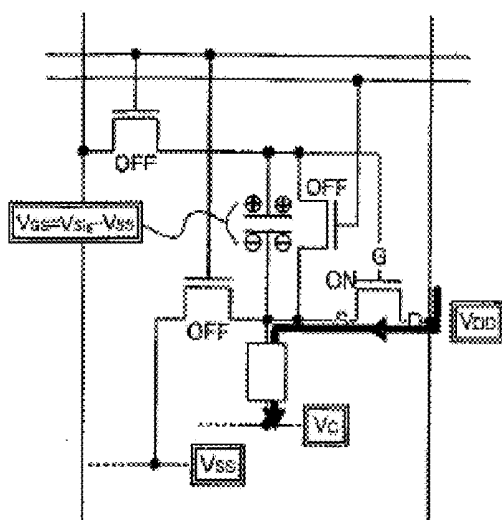 OFF
OFF
VGS=Vsig-VSS
⊕ ⊕
⊖ ⊖
G
ON
OFF
S
D
VDD
VC
VSS